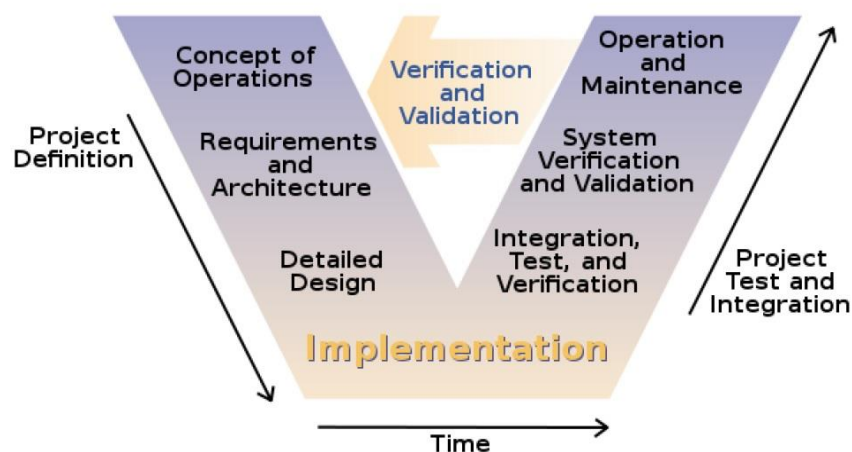 Concept of
Operations
Verification
and
Validation
Operation
and
Maintenance
Project
Definition
Requirements
and
Architecture
System
Verification
and Validation
Detailed
Design
Integration,
Test, and
Verification
Project
Test and
Integration
Implementation
Time